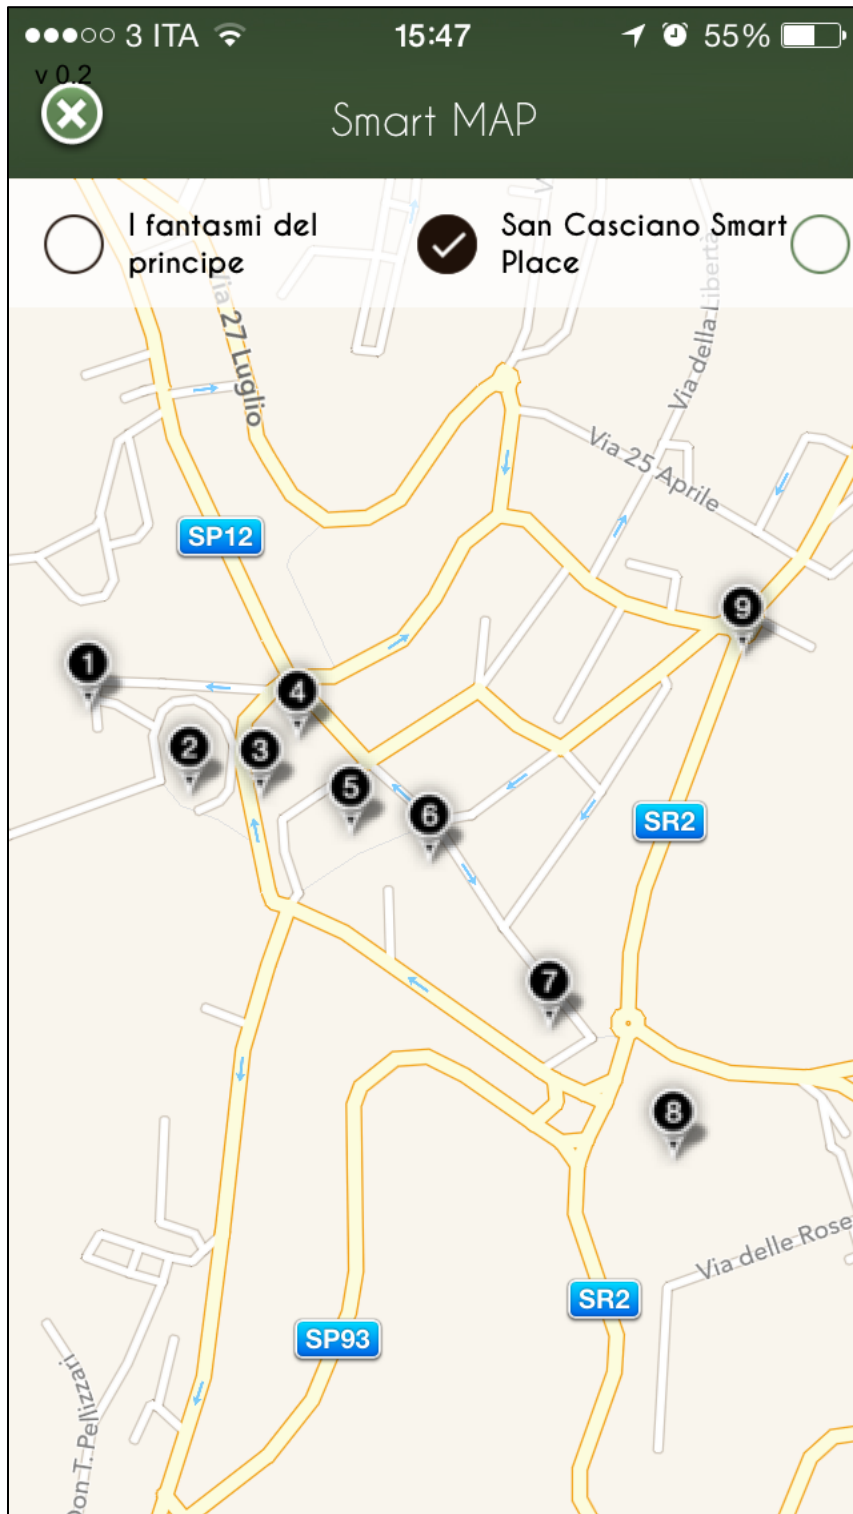 3 ITA
15:47
55%
v 0.2
Smart MAP
I fantasmi del
principe
San Casciano Smart
Place
Via 27 Luglio
Via della Libertà
Via 25 Aprile
SP12
9
1
4
2
3
5
6
SR2
7
8
Via delle Rose
SR2
SP93
Don T. Pellizzari